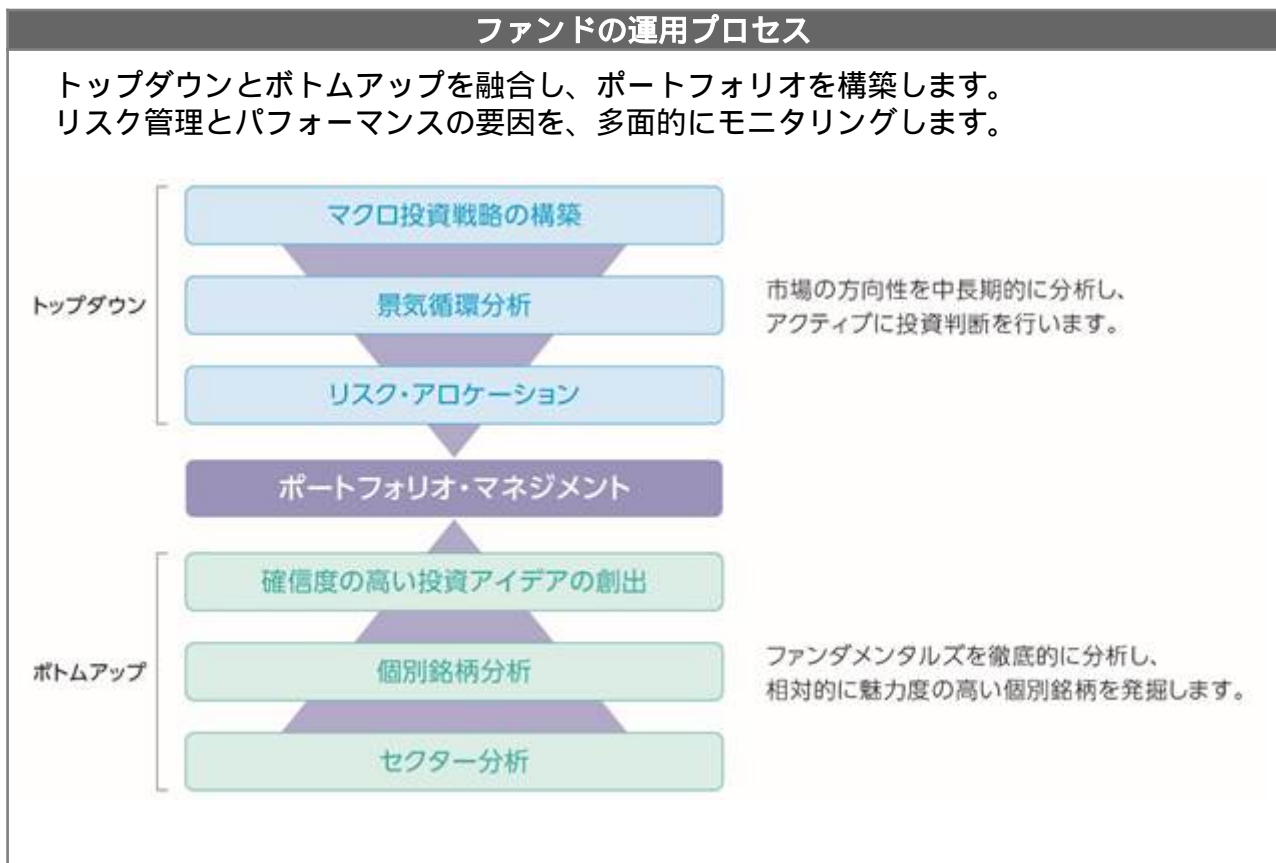 ファンドの運用プロセス
トップダウンとボトムアップを融合し、ポートフォリオを構築します。
リスク管理とパフォーマンスの要因を、多面的にモニタリングします。
トップダウン
マクロ投資戦略の構築
景気循環分析
リスク・アロケーション
市場の方向性を中長期的に分析し、
アクティブに投資判断を行います。
ポートフォリオ・マネジメント
ボトムアップ
確信度の高い投資アイデアの創出
個別銘柄分析
セクター分析
ファンダメンタルズを徹底的に分析し、
相対的に魅力度の高い個別銘柄を発掘します。